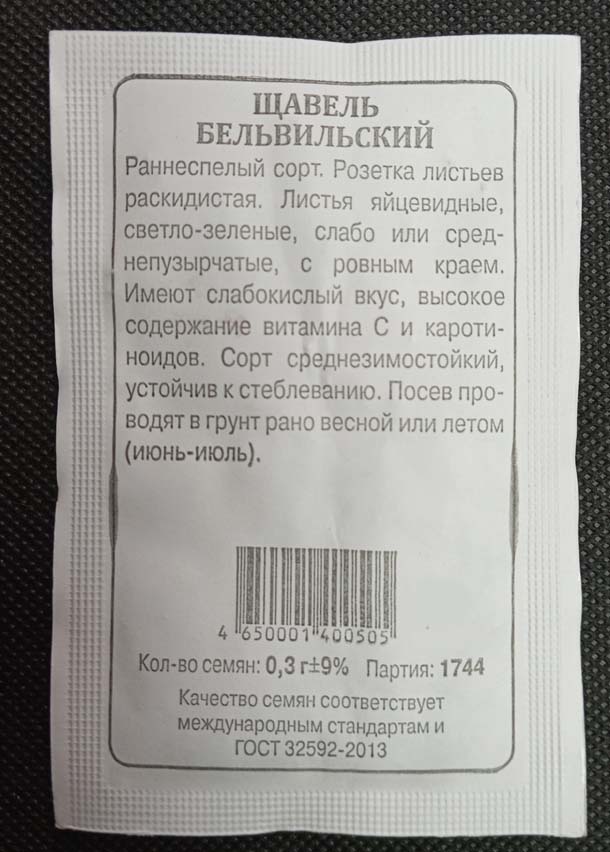 ЩАВЕЛЬ
БЕЛЬВИЛЬСКИЙ
Раннеспелый сорт. Розетка листьев
раскидистая. Листья яйцевидные,
светло-зеленые, слабо или сред-
непузырчатые, с ровным краем.
Имеют слабокислый вкус, высокое
содержание витамина С и кароти-
ноидов. Сорт среднезимостойкий,
устойчив к стеблеванию. Посев про-
водят в грунт рано весной или летом
(июнь-июль).
4 650001 400505
Кол-во семян: 0,3 г±9% Партия: 1744
Качество семян соответствует
международным стандартам и
ГОСТ 32592-2013